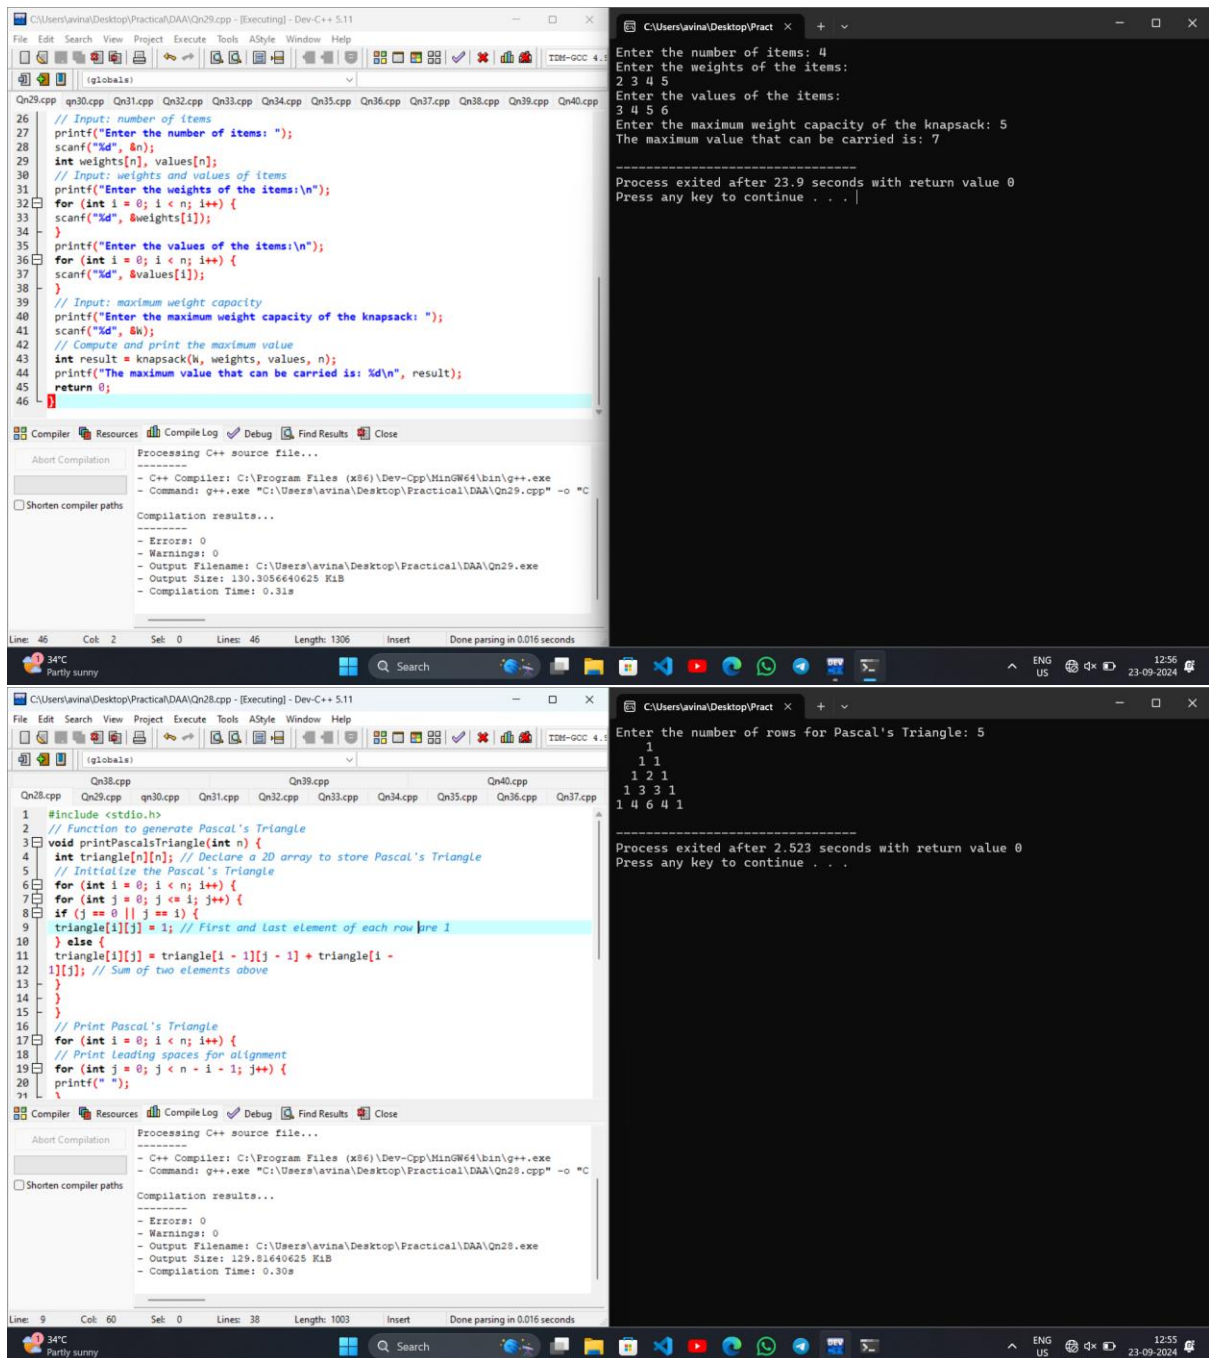 C:\Users\avina\Desktop\Practical\DAA\Qn29.cpp - [Executing] - Dev-C++ 5.11
File Edit Search View Project Execute Tools AStyle Window Help
TDM-GCC 4.9
(globals)
Qn29.cpp qn30.cpp Qn31.cpp Qn32.cpp Qn33.cpp Qn34.cpp Qn35.cpp Qn36.cpp Qn37.cpp Qn38.cpp Qn39.cpp Qn40.cpp
26 // Input: number of items
27 printf("Enter the number of items: ");
28 scanf("%d", &n);
29 int weights[n], values[n];
30 // Input: weights and values of items
31 printf("Enter the weights of the items:\n");
32 for (int i = 0; i < n; i++) {
33 scanf("%d", &weights[i]);
34 }
35 printf("Enter the values of the items:\n");
36 for (int i = 0; i < n; i++) {
37 scanf("%d", &values[i]);
38 }
39 // Input: maximum weight capacity
40 printf("Enter the maximum weight capacity of the knapsack: ");
41 scanf("%d", &W);
42 // Compute and print the maximum value
43 int result = knapsack(W, weights, values, n);
44 printf("The maximum value that can be carried is: %d\n", result);
45 return 0;
46 }
Compiler Resources Compile Log Debug Find Results Close
Abort Compilation
Shorten compiler paths
Processing C++ source file...
--------
- C++ Compiler: C:\Program Files (x86)\Dev-Cpp\MinGW64\bin\g++.exe
- Command: g++.exe "C:\Users\avina\Desktop\Practical\DAA\Qn29.cpp" -o "C
Compilation results...
--------
- Errors: 0
- Warnings: 0
- Output Filename: C:\Users\avina\Desktop\Practical\DAA\Qn29.exe
- Output Size: 130.3056640625 KiB
- Compilation Time: 0.31s
Line: 46 Col: 2 Sel: 0 Lines: 46 Length: 1306 Insert Done parsing in 0.016 seconds
C:\Users\avina\Desktop\Pract
Enter the number of items: 4
Enter the weights of the items:
2 3 4 5
Enter the values of the items:
3 4 5 6
Enter the maximum weight capacity of the knapsack: 5
The maximum value that can be carried is: 7
--------------------------------
Process exited after 23.9 seconds with return value 0
Press any key to continue . . .
1 34°C
Partly sunny
Search
DEV
ENG
US
12:56
23-09-2024
C:\Users\avina\Desktop\Practical\DAA\Qn28.cpp - [Executing] - Dev-C++ 5.11
File Edit Search View Project Execute Tools AStyle Window Help
TDM-GCC 4.9
(globals)
Qn38.cpp Qn39.cpp Qn40.cpp
Qn28.cpp Qn29.cpp qn30.cpp Qn31.cpp Qn32.cpp Qn33.cpp Qn34.cpp Qn35.cpp Qn36.cpp Qn37.cpp
1 #include <stdio.h>
2 // Function to generate Pascal's Triangle
3 void printPascalsTriangle(int n) {
4 int triangle[n][n]; // Declare a 2D array to store Pascal's Triangle
5 // Initialize the Pascal's Triangle
6 for (int i = 0; i < n; i++) {
7 for (int j = 0; j <= i; j++) {
8 if (j == 0 || j == i) {
9 triangle[i][j] = 1; // First and last element of each row are 1
10 } else {
11 triangle[i][j] = triangle[i - 1][j - 1] + triangle[i -
12 1][j]; // Sum of two elements above
13 }
14 }
15 }
16 // Print Pascal's Triangle
17 for (int i = 0; i < n; i++) {
18 // Print leading spaces for alignment
19 for (int j = 0; j < n - i - 1; j++) {
20 printf(" ");
21 }
Compiler Resources Compile Log Debug Find Results Close
Abort Compilation
Shorten compiler paths
Processing C++ source file...
--------
- C++ Compiler: C:\Program Files (x86)\Dev-Cpp\MinGW64\bin\g++.exe
- Command: g++.exe "C:\Users\avina\Desktop\Practical\DAA\Qn28.cpp" -o "C
Compilation results...
--------
- Errors: 0
- Warnings: 0
- Output Filename: C:\Users\avina\Desktop\Practical\DAA\Qn28.exe
- Output Size: 129.81640625 KiB
- Compilation Time: 0.30s
Line: 9 Col: 60 Sel: 0 Lines: 38 Length: 1003 Insert Done parsing in 0.016 seconds
C:\Users\avina\Desktop\Pract
Enter the number of rows for Pascal's Triangle: 5
1
1 1
1 2 1
1 3 3 1
1 4 6 4 1
--------------------------------
Process exited after 2.523 seconds with return value 0
Press any key to continue . . .
1 34°C
Partly sunny
Search
DEV
ENG
US
12:55
23-09-2024